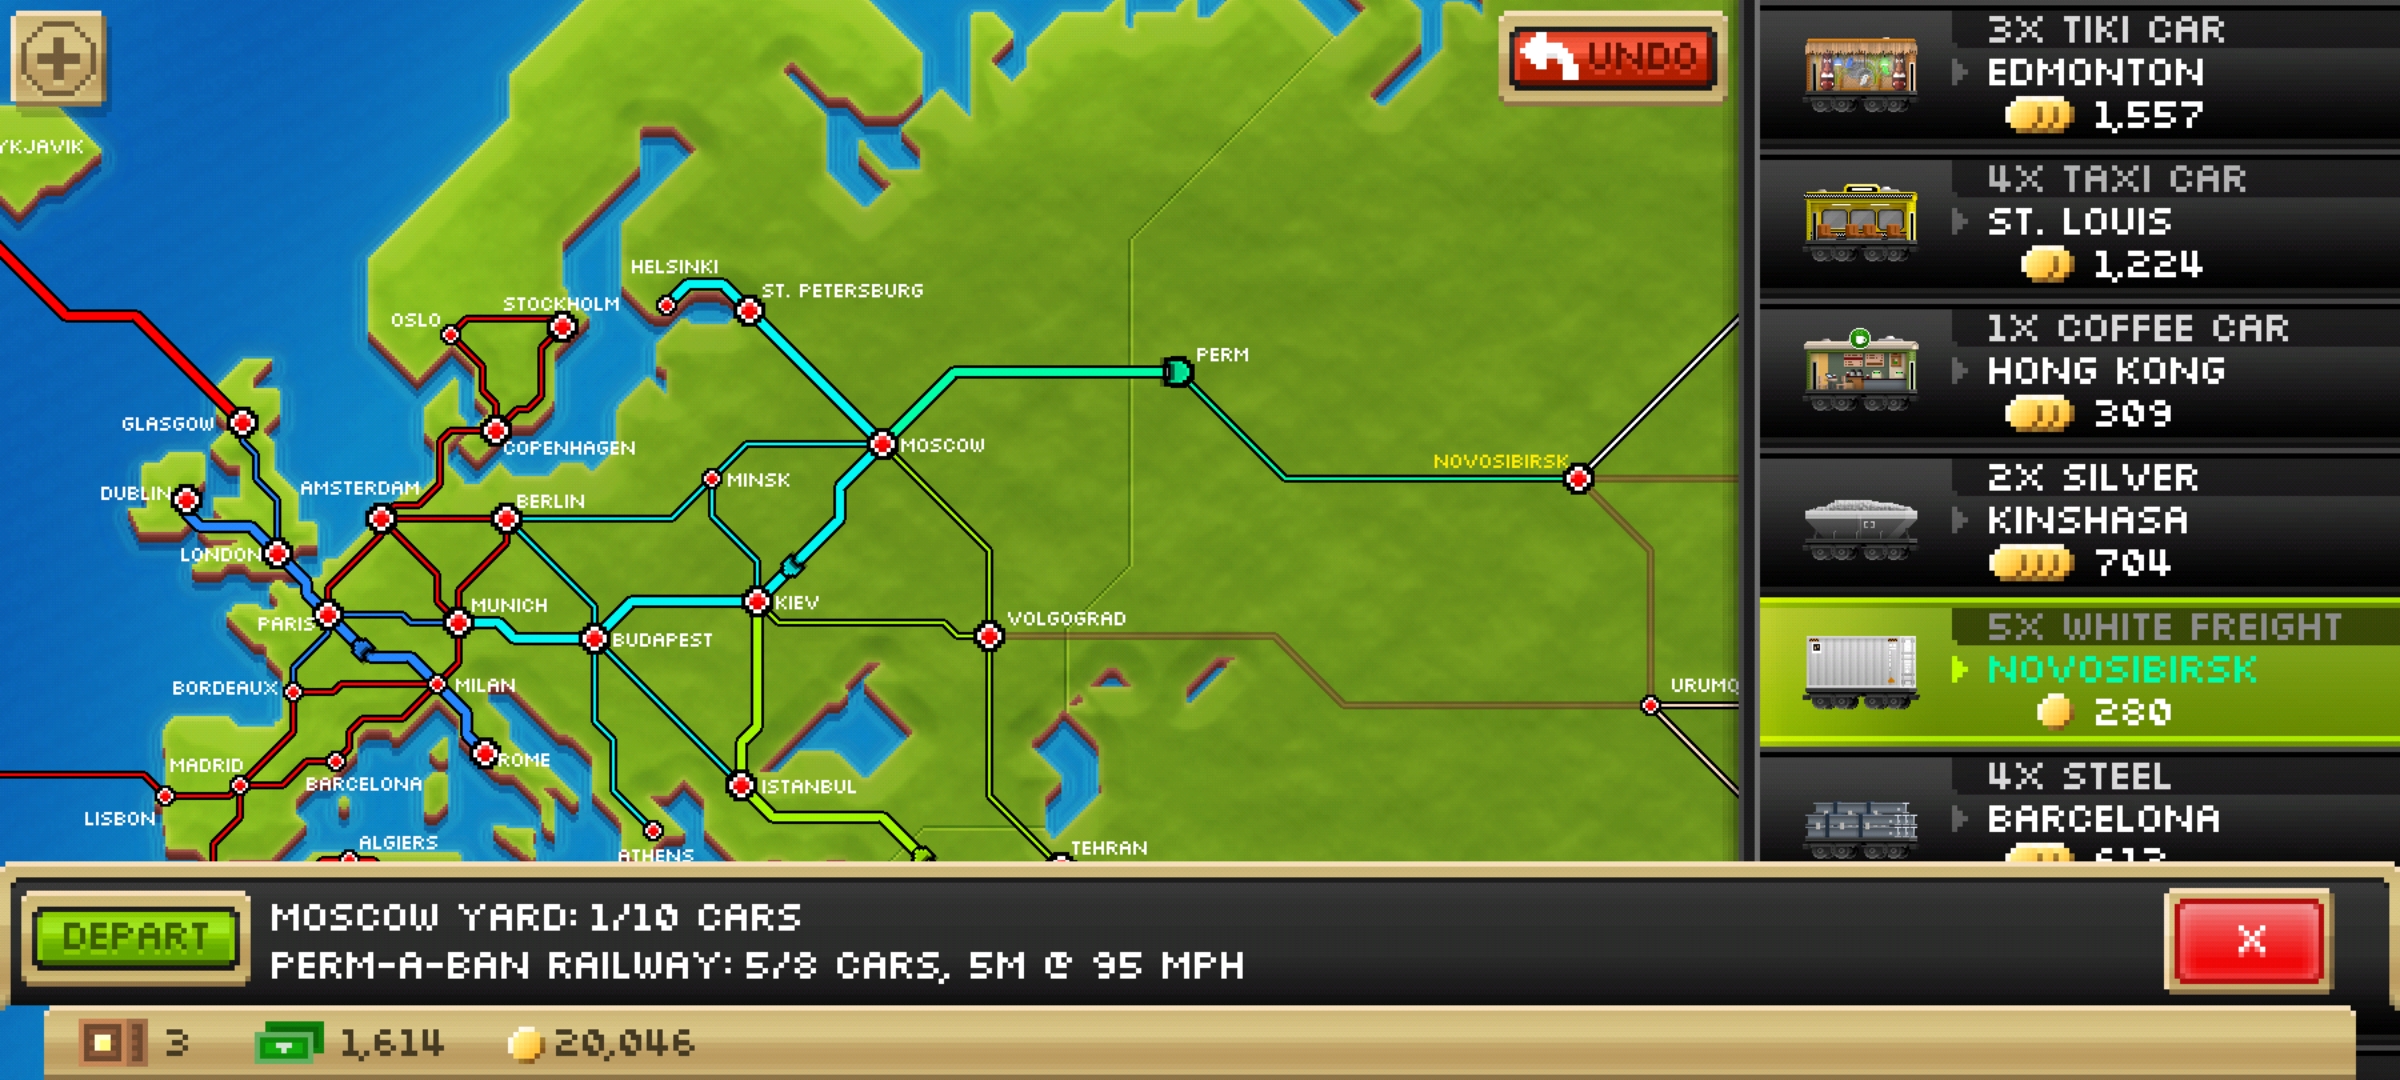 YKJAVIK
HELSINKI
ST. PETERSBURG
STOCKHOLM
OSLO
PERM
GLASGOW
COPENHAGEN
MOSCOW
NOVOSIBIRSK
MINSK
DUBLIN
AMSTERDAM
BERLIN
LONDON
KIEV
MUNICH
PARIS
VOLGOGRAD
BUDAPEST
BORDEAUX
MILAN
URUMQ
ROME
MADRID
BARCELONA
ISTANBUL
LISBON
ALGIERS
ATHENS
TEHRAN
UNDO
3X TIKI CAR
EDMONTON
1,557
4X TAXI CAR
ST. LOUIS
1,224
1X COFFEE CAR
HONG KONG
309
2X SILVER
KINSHASA
704
5X WHITE FREIGHT
NOVOSIBIRSK
280
4X STEEL
BARCELONA
DEPART
MOSCOW YARD: 1/10 CARS
PERM-A-BAN RAILWAY: 5/8 CARS, 5M @ 95 MPH
X
3
1,614
20,046